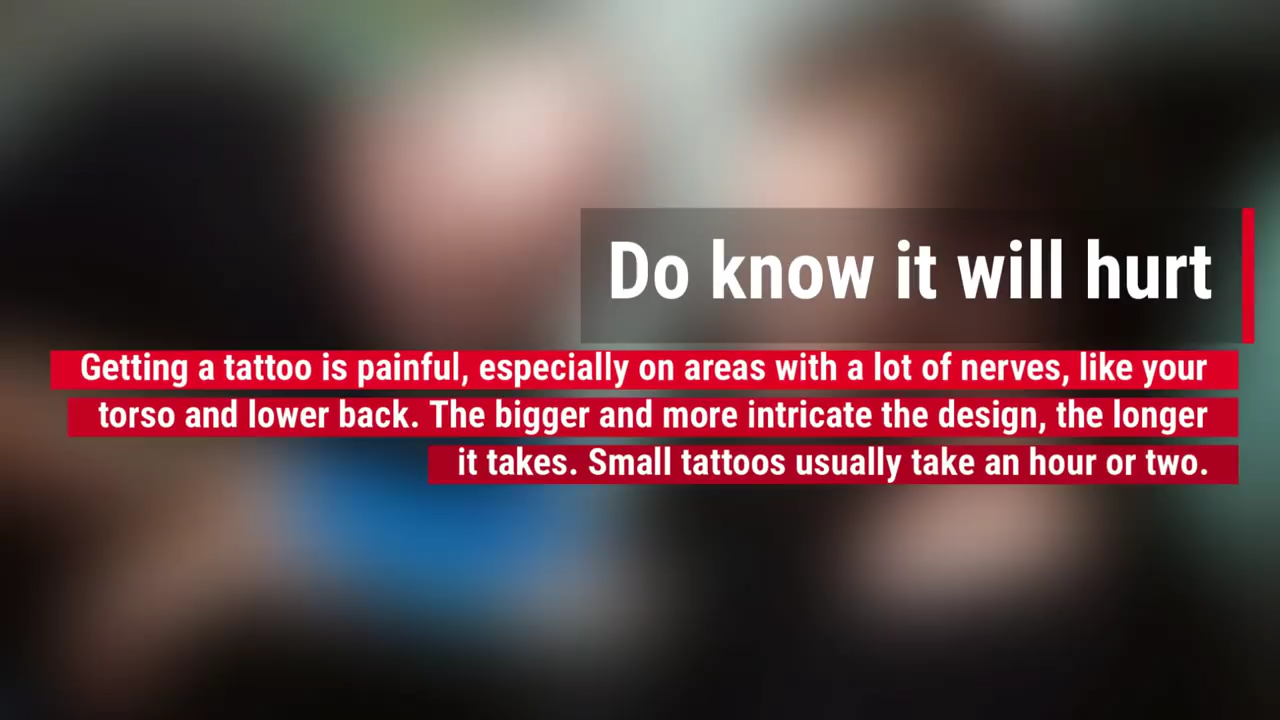 Do know it will hurt
Getting a tattoo is painful, especially on areas with a lot of nerves, like your
torso and lower back. The bigger and more intricate the design, the longer
it takes. Small tattoos usually take an hour or two.